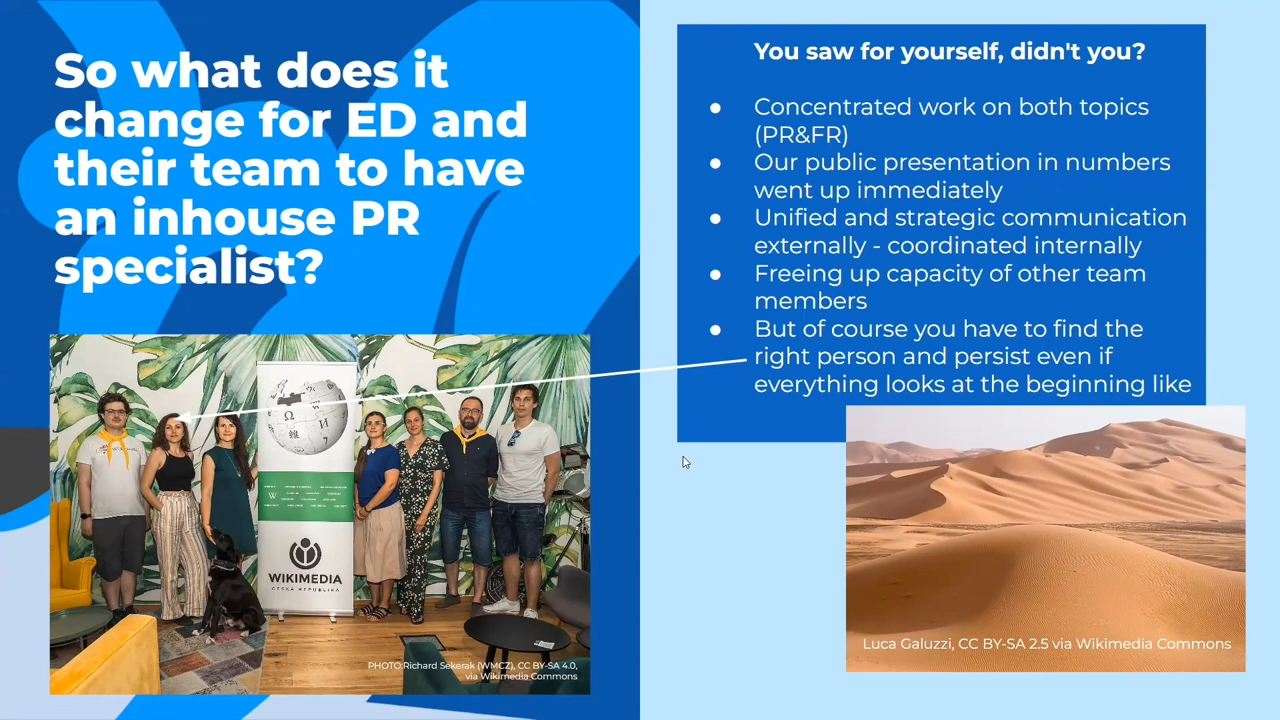 So what does it
change for ED and
their team to have
an inhouse PR
specialist?
You saw for yourself, didn't you?
● Concentrated work on both topics
(PR&FR)
● Our public presentation in numbers
went up immediately
● Unified and strategic communication
externally - coordinated internally
● Freeing up capacity of other team
members
● But of course you have to find the
right person and persist even if
everything looks at the beginning like
Ω W И 維 7
WIKIMEDIA
ČESKÁ REPUBLIKA
PHOTO:Richard Sekerak (WMCZ), CC BY-SA 4.0,
via Wikimedia Commons
Luca Galuzzi, CC BY-SA 2.5 via Wikimedia Commons